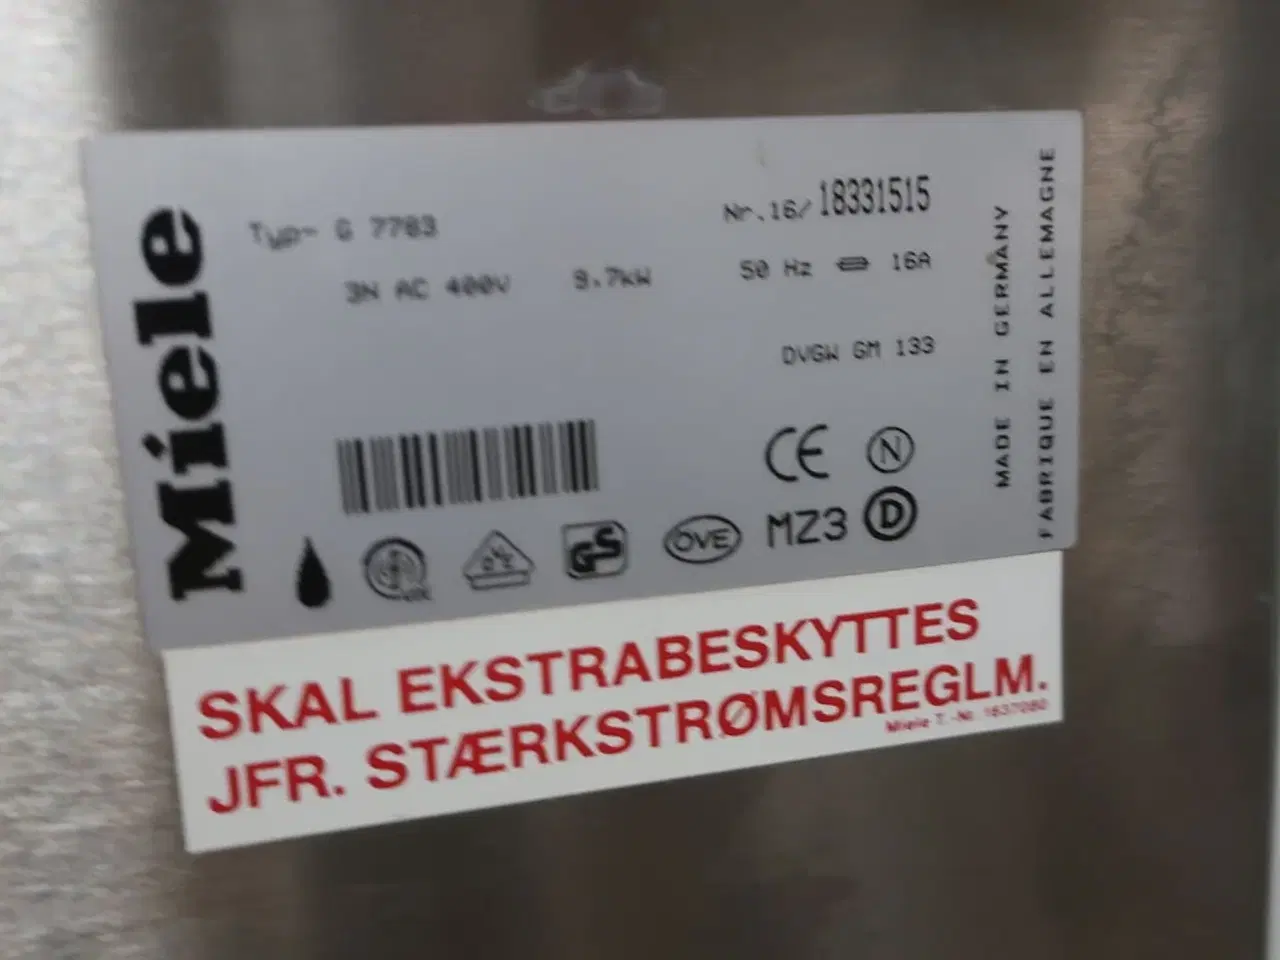 Miele
Typ- G 7783
Nr.16/18331515
3N AC 400V 9.7kW 50 Hz 16A
DVGW GM 133
CE N
GS OVE MZ3 D
MADE IN GERMANY
FABRIQUE EN ALLEMAGNE
SKAL EKSTRABESKYTTES
JFR. STÆRKSTRØMSREGLM.
Miele T.-Nr. 1637080